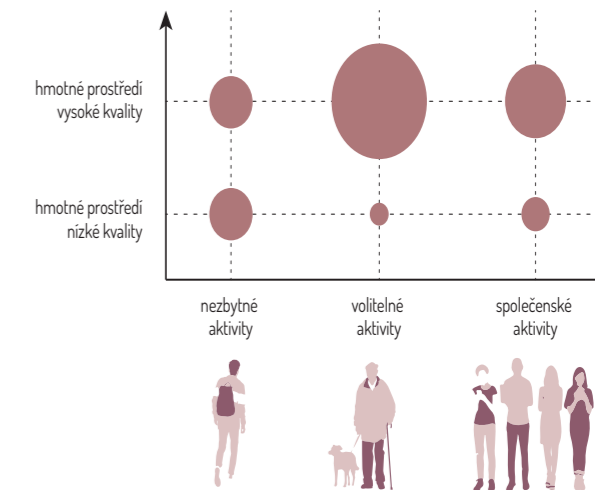 hmotné prostředí
vysoké kvality
hmotné prostředí
nízké kvality
nezbytné
aktivity
volitelné
aktivity
společenské
aktivity